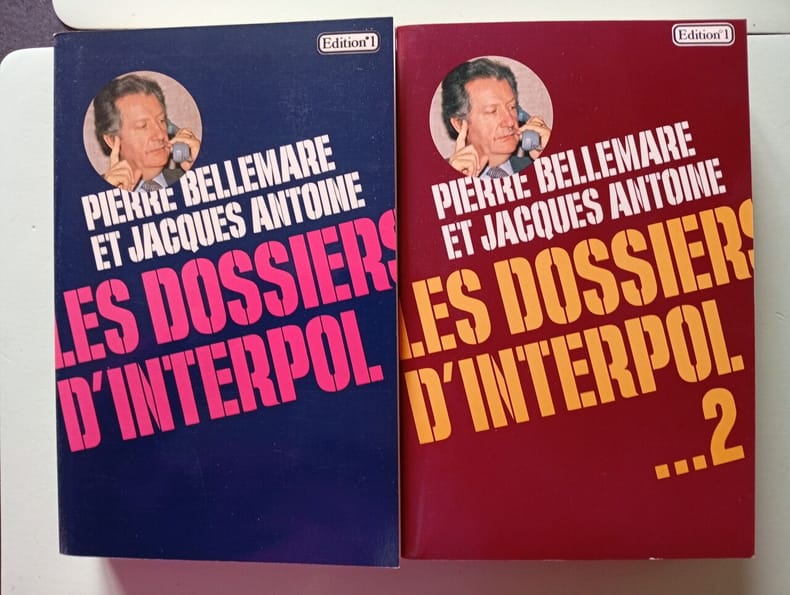 Edition°1
PIERRE BELLEMARE
ET JACQUES ANTOINE
LES DOSSIERS
D'INTERPOL
Edition°1
PIERRE BELLEMARE
ET JACQUES ANTOINE
LES DOSSIERS
D'INTERPOL
...2